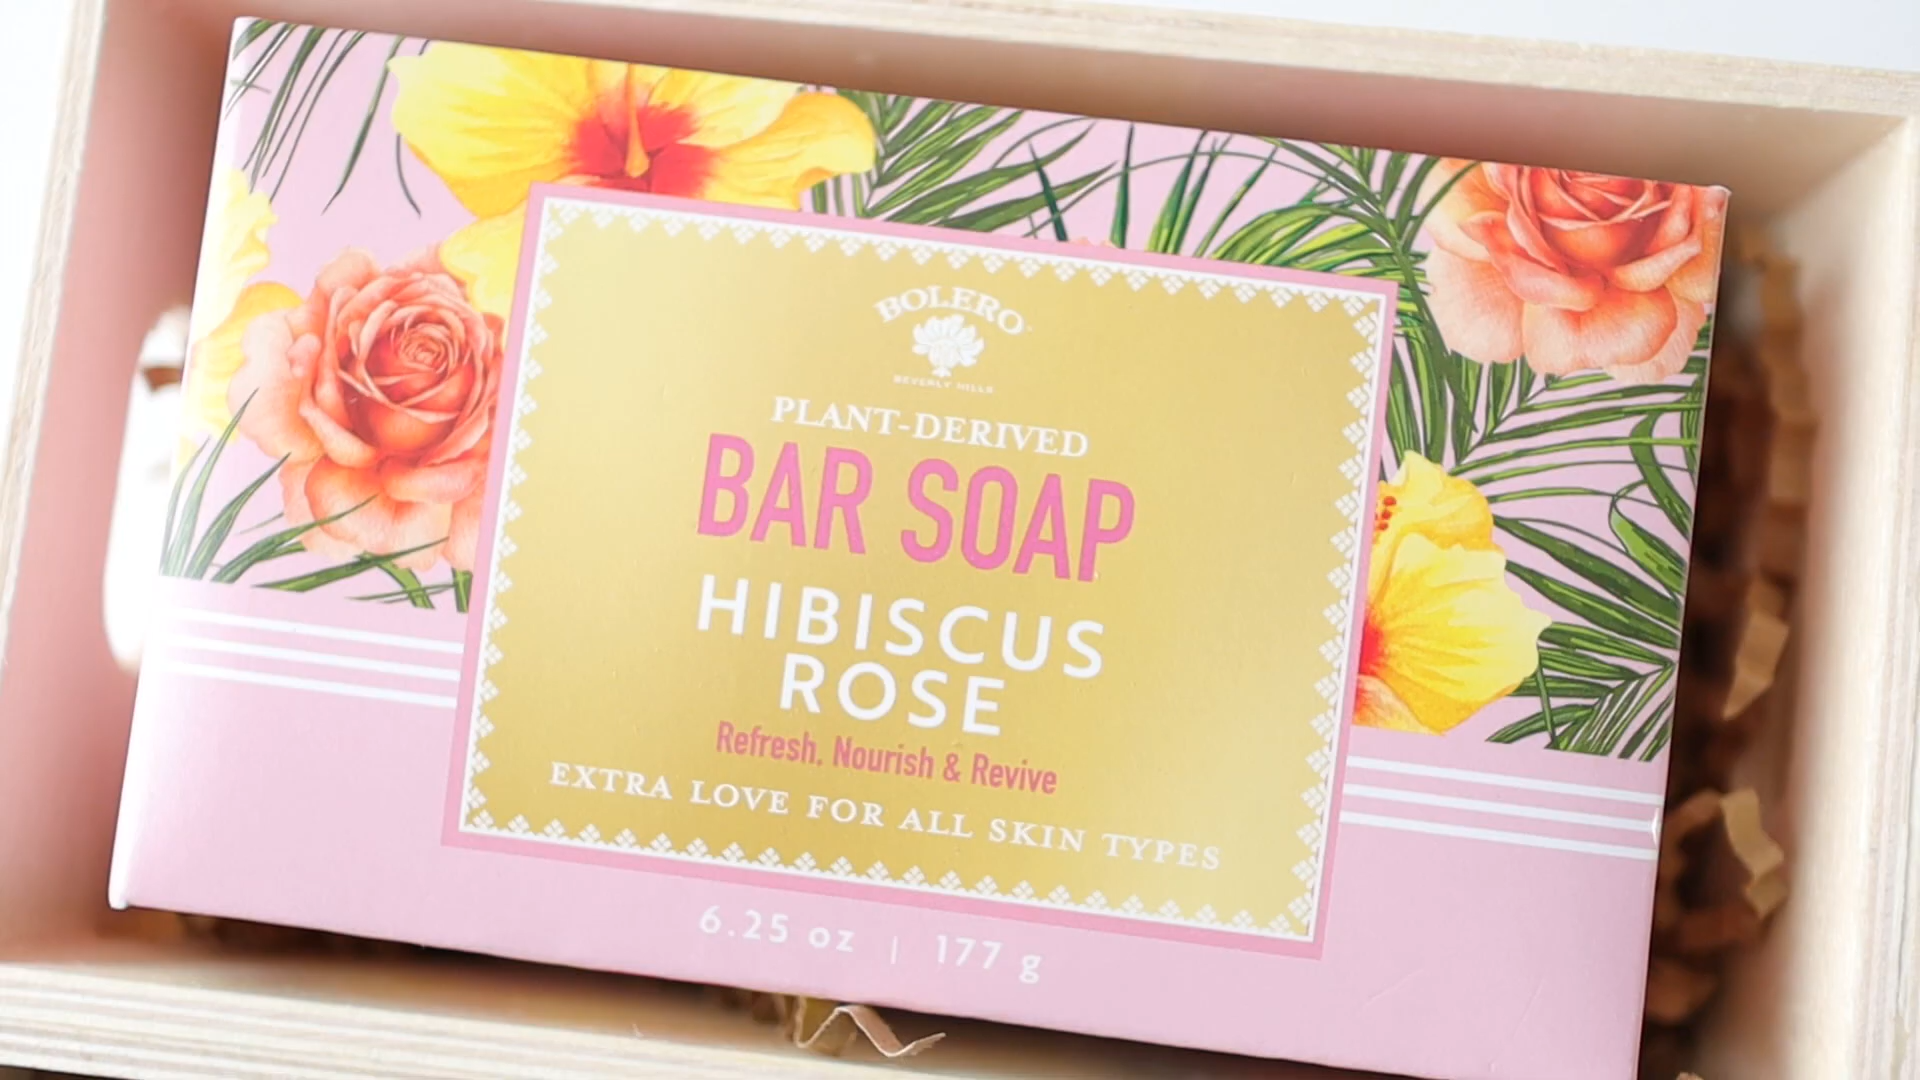 BOLERO
BEVERLY HILLS
PLANT-DERIVED
BAR SOAP
HIBISCUS
ROSE
Refresh, Nourish & Revive
EXTRA LOVE FOR ALL SKIN TYPES
6.25 oz | 177 g